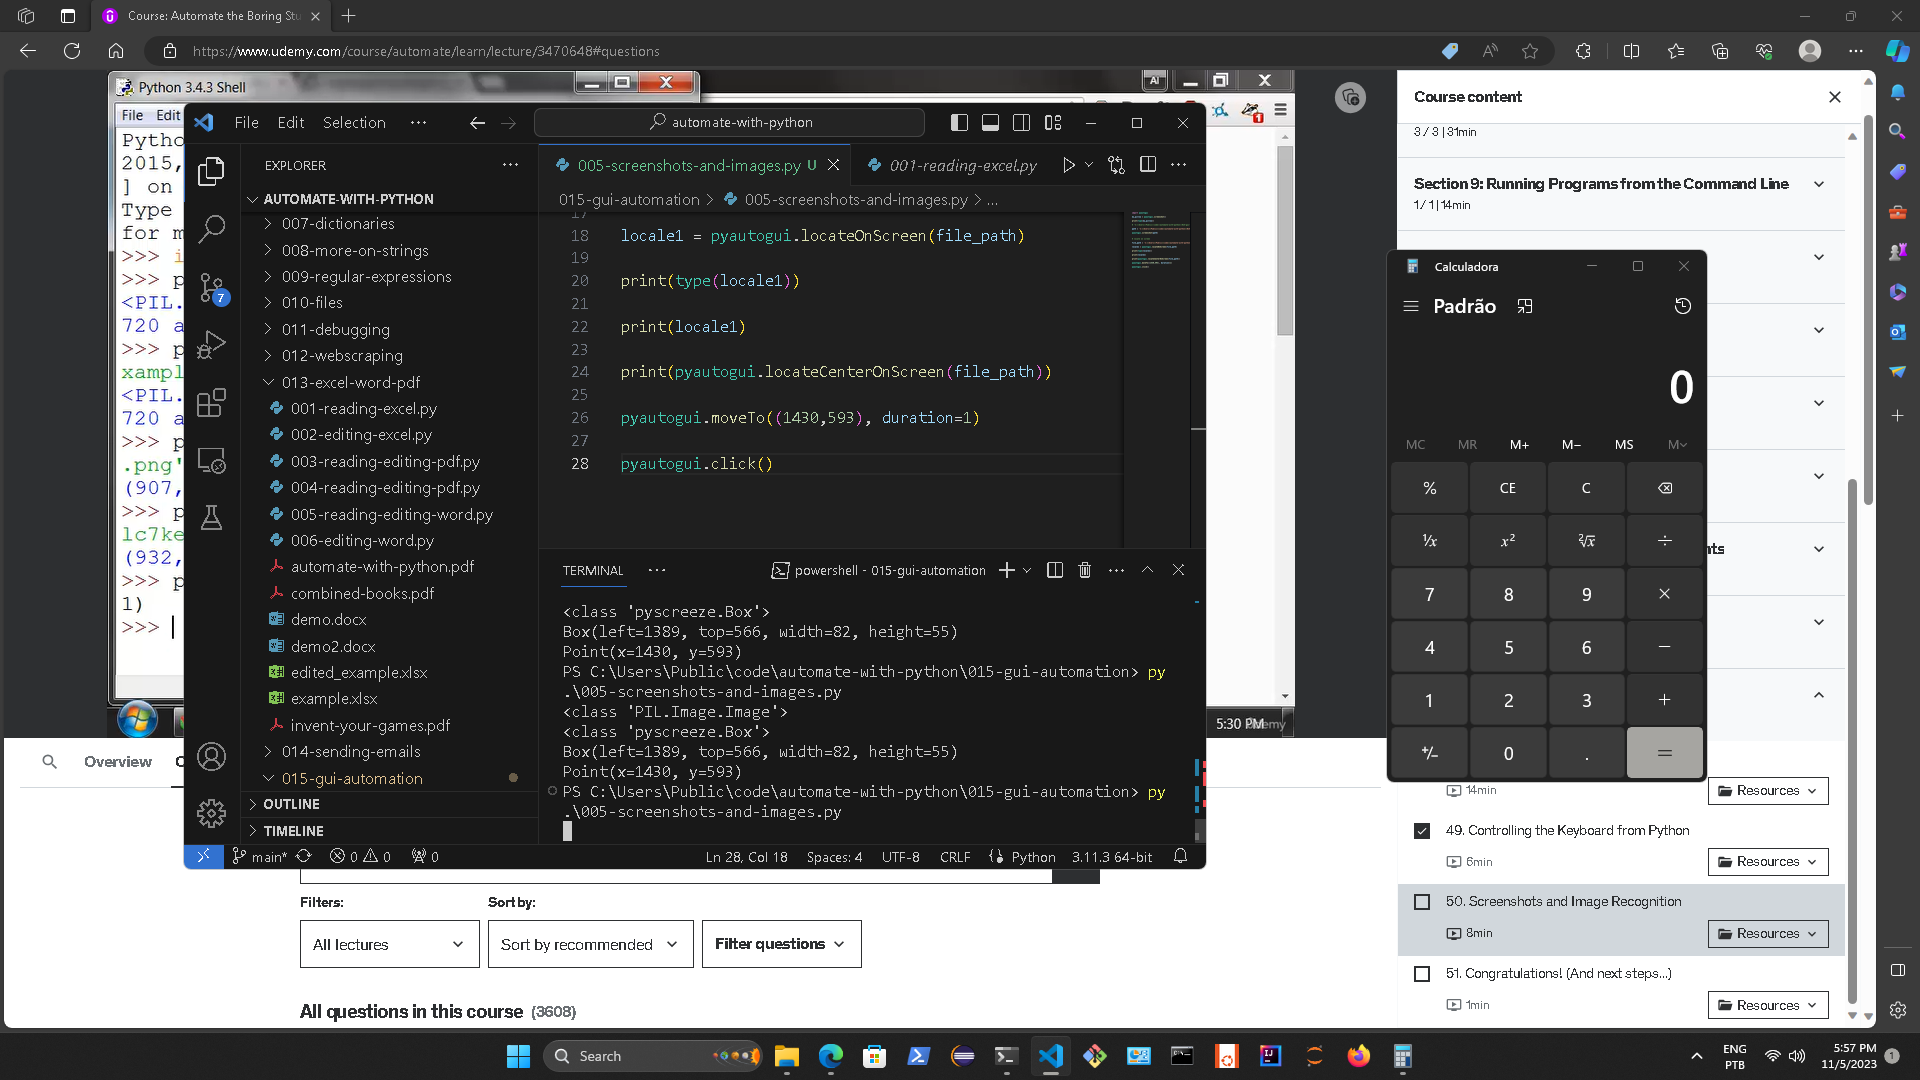 Course: Automate the Boring Stu
https://www.udemy.com/course/automate/learn/lecture/3470648#questions
Python 3.4.3 Shell
File Edit
Pytho
2015,
] on
Type
for m
>>> i
>>> p
<PIL.
720 a
>>> p
xampl
<PIL.
720 a
>>> p
.png'
(907,
>>> p
lc7ke
(932,
>>> p
1)
>>>
AI
1
5:30 PM
File Edit Selection ...
automate-with-python
EXPLORER
AUTOMATE-WITH-PYTHON
007-dictionaries
008-more-on-strings
009-regular-expressions
010-files
011-debugging
012-webscraping
013-excel-word-pdf
001-reading-excel.py
002-editing-excel.py
003-reading-editing-pdf.py
004-reading-editing-pdf.py
005-reading-editing-word.py
006-editing-word.py
automate-with-python.pdf
combined-books.pdf
demo.docx
demo2.docx
edited_example.xlsx
example.xlsx
invent-your-games.pdf
014-sending-emails
015-gui-automation
OUTLINE
TIMELINE
7
005-screenshots-and-images.py U
001-reading-excel.py
015-gui-automation > 005-screenshots-and-images.py > ...
17
18 locale1 = pyautogui.locateOnScreen(file_path)
19
20 print(type(locale1))
21
22 print(locale1)
23
24 print(pyautogui.locateCenterOnScreen(file_path))
25
26 pyautogui.moveTo((1430,593), duration=1)
27
28 pyautogui.click()
TERMINAL ...
powershell - 015-gui-automation
<class 'pyscreeze.Box'>
Box(left=1389, top=566, width=82, height=55)
Point(x=1430, y=593)
PS C:\Users\Public\code\automate-with-python\015-gui-automation> py
.\005-screenshots-and-images.py
<class 'PIL.Image.Image'>
<class 'pyscreeze.Box'>
Box(left=1389, top=566, width=82, height=55)
Point(x=1430, y=593)
PS C:\Users\Public\code\automate-with-python\015-gui-automation> py
.\005-screenshots-and-images.py
main* 0 0 0
Ln 28, Col 18 Spaces: 4 UTF-8 CRLF Python 3.11.3 64-bit
Overview
Filters:
Sort by:
All lectures
Sort by recommended
Filter questions
All questions in this course (3608)
Course content
3 / 3 | 31min
Section 9: Running Programs from the Command Line
1 / 1 | 14min
nts
Calculadora
Padrão
0
MC MR M+ M− MS M
% CE C
¹/x x² ²√x ÷
7 8 9 ×
4 5 6 −
1 2 3 +
+/− 0 . =
14min
Resources
49. Controlling the Keyboard from Python
6min
Resources
50. Screenshots and Image Recognition
8min
Resources
51. Congratulations! (And next steps...)
1min
Resources
Search
ENG
PTB
5:57 PM
11/5/2023
1